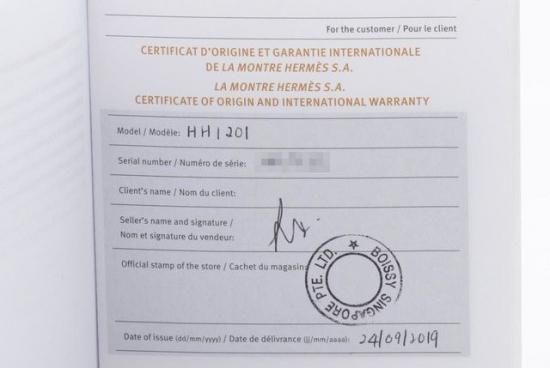 For the customer / Pour le client
CERTIFICAT D'ORIGINE ET GARANTIE INTERNATIONALE
DE LA MONTRE HERMÈS S.A.
LA MONTRE HERMÈS S.A.
CERTIFICATE OF ORIGIN AND INTERNATIONAL WARRANTY
Model / Modèle: HH1201
Serial number / Numéro de série:
Client's name / Nom du client:
Seller's name and signature /
Nom et signature du vendeur:
Official stamp of the store / Cachet du magasin
BOISSY SINGAPORE PTE. LTD.
Date of issue (dd/mm/yyyy) / Date de délivrance (jj/mm/aaaa): 24/09/2019